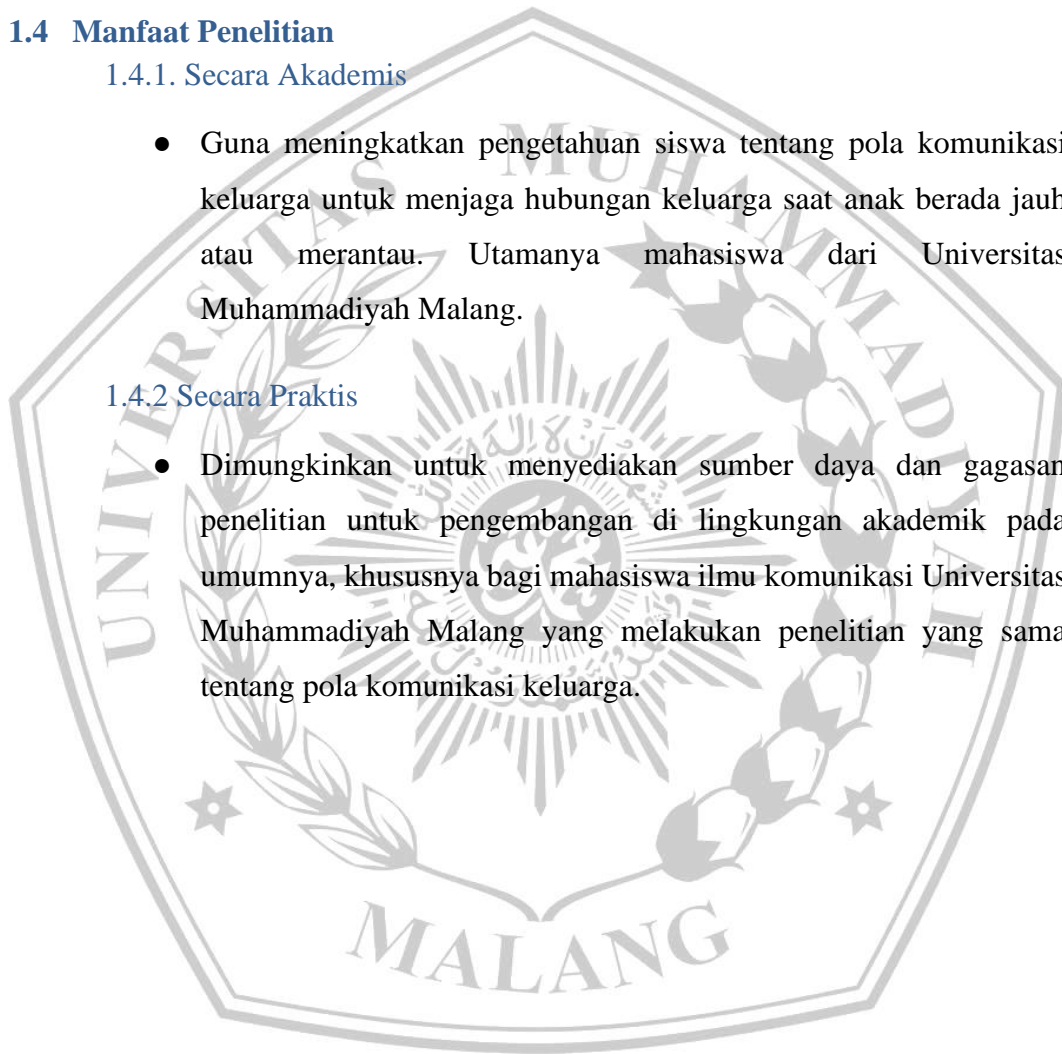 1.4 Manfaat Penelitian
1.4.1. Secara Akademis
● Guna meningkatkan pengetahuan siswa tentang pola komunikasi
keluarga untuk menjaga hubungan keluarga saat anak berada jauh
atau merantau. Utamanya mahasiswa dari Universitas
Muhammadiyah Malang.
1.4.2 Secara Praktis
● Dimungkinkan untuk menyediakan sumber daya dan gagasan
penelitian untuk pengembangan di lingkungan akademik pada
umumnya, khususnya bagi mahasiswa ilmu komunikasi Universitas
Muhammadiyah Malang yang melakukan penelitian yang sama
tentang pola komunikasi keluarga.
UNIVERSITAS MUHAMMADIYAH
MALANG